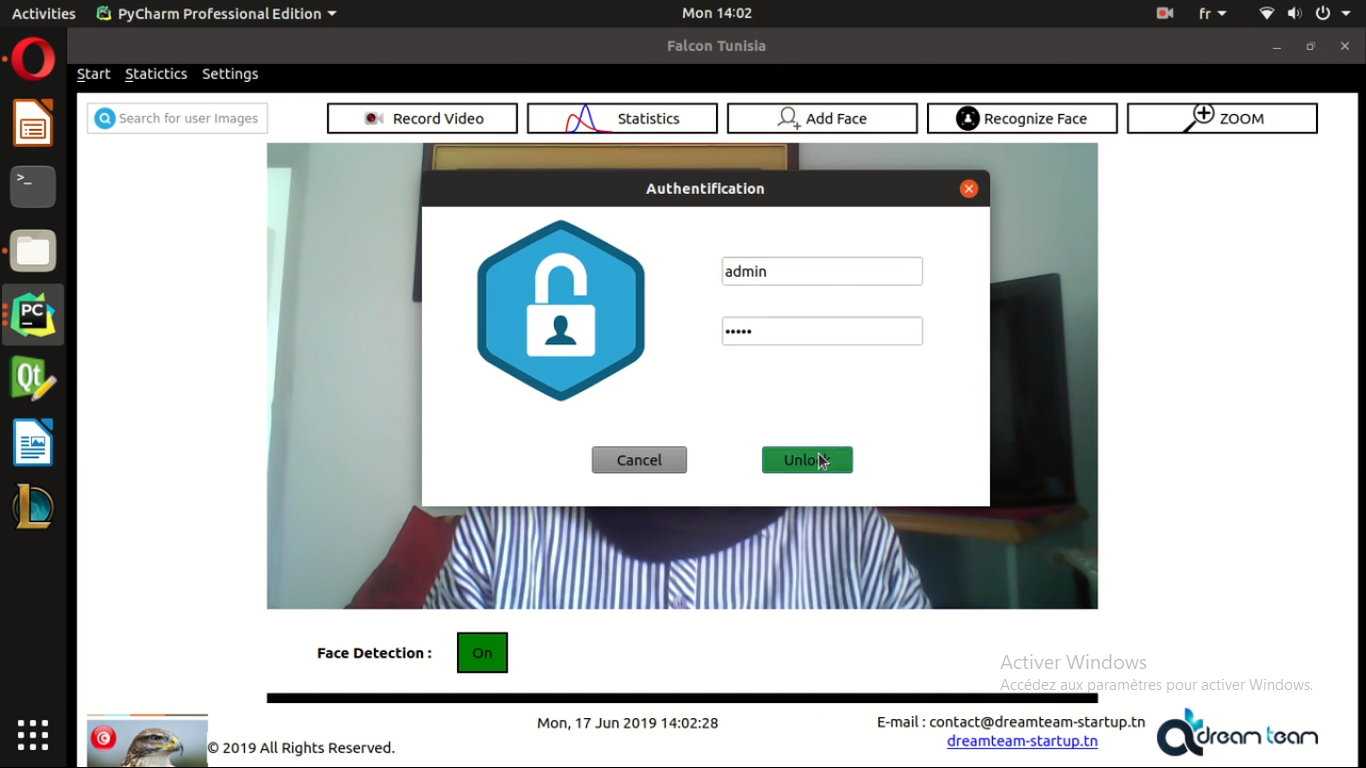 Activities PyCharm Professional Edition Mon 14:02 fr
Falcon Tunisia
Start Statictics Settings
Search for user Images Record Video Statistics Add Face Recognize Face ZOOM
Authentification
admin
•••••
Cancel Unlock
Face Detection : On
Activer Windows
Accédez aux paramètres pour activer Windows.
Mon, 17 Jun 2019 14:02:28
E-mail : contact@dreamteam-startup.tn
dreamteam-startup.tn
© 2019 All Rights Reserved.
dream team